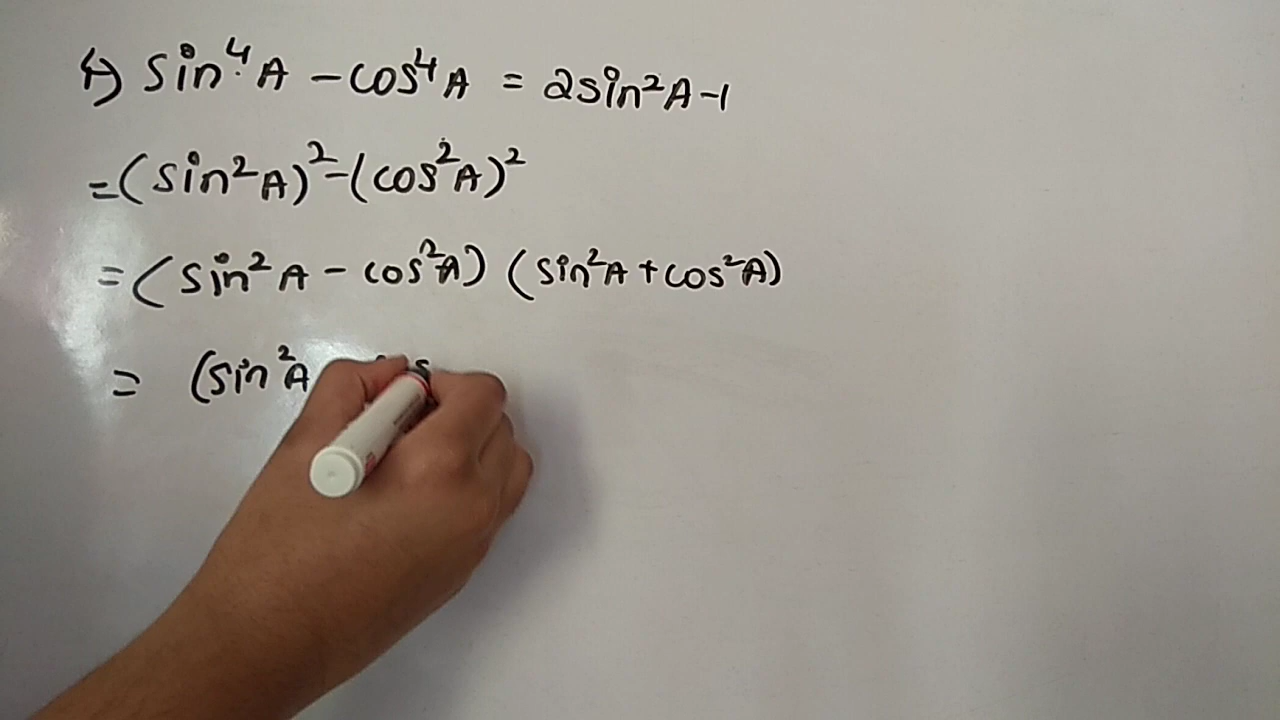 4) sin⁴A - cos⁴A = 2sin²A-1
=(sin²A)²-(cos²A)²
=(sin²A - cos²A) (sin²A + cos²A)
= (sin²A